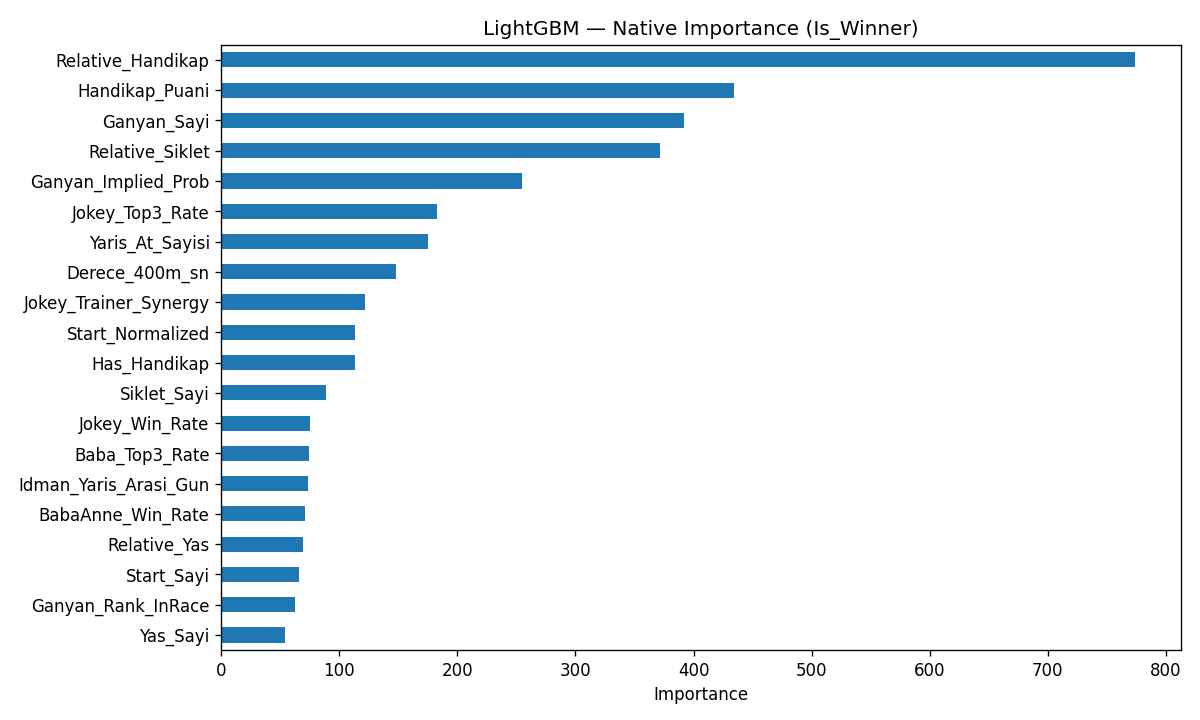 LightGBM — Native Importance (Is_Winner)
Relative_Handikap
Handikap_Puani
Ganyan_Sayi
Relative_Siklet
Ganyan_Implied_Prob
Jokey_Top3_Rate
Yaris_At_Sayisi
Derece_400m_sn
Jokey_Trainer_Synergy
Start_Normalized
Has_Handikap
Siklet_Sayi
Jokey_Win_Rate
Baba_Top3_Rate
Idman_Yaris_Arasi_Gun
BabaAnne_Win_Rate
Relative_Yas
Start_Sayi
Ganyan_Rank_InRace
Yas_Sayi
0 100 200 300 400 500 600 700 800
Importance